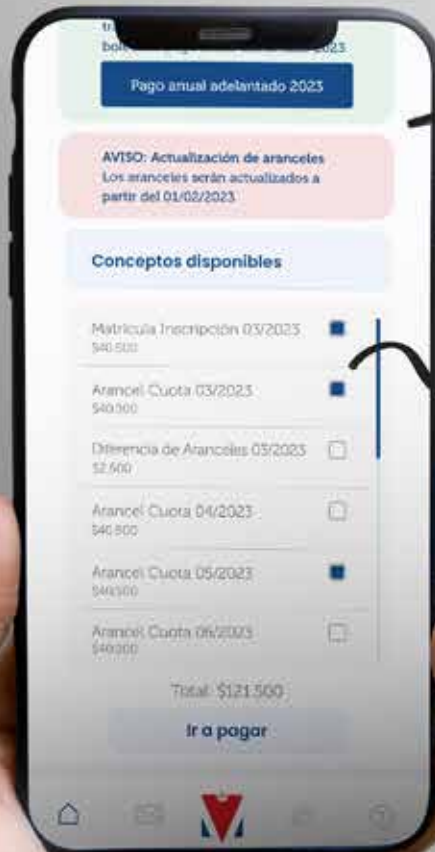 2023
Pago anual adelantado 2023
AVISO: Actualización de aranceles
Los aranceles serán actualizados a
partir del 01/02/2023
Conceptos disponibles
Matrícula Inscripción 03/2023
$40.500
Arancel Cuota 03/2023
$40.500
Diferencia de Aranceles 03/2023
$2.500
Arancel Cuota 04/2023
$40.500
Arancel Cuota 05/2023
$40.500
Arancel Cuota 06/2023
Total: $121.500
Ir a pagar